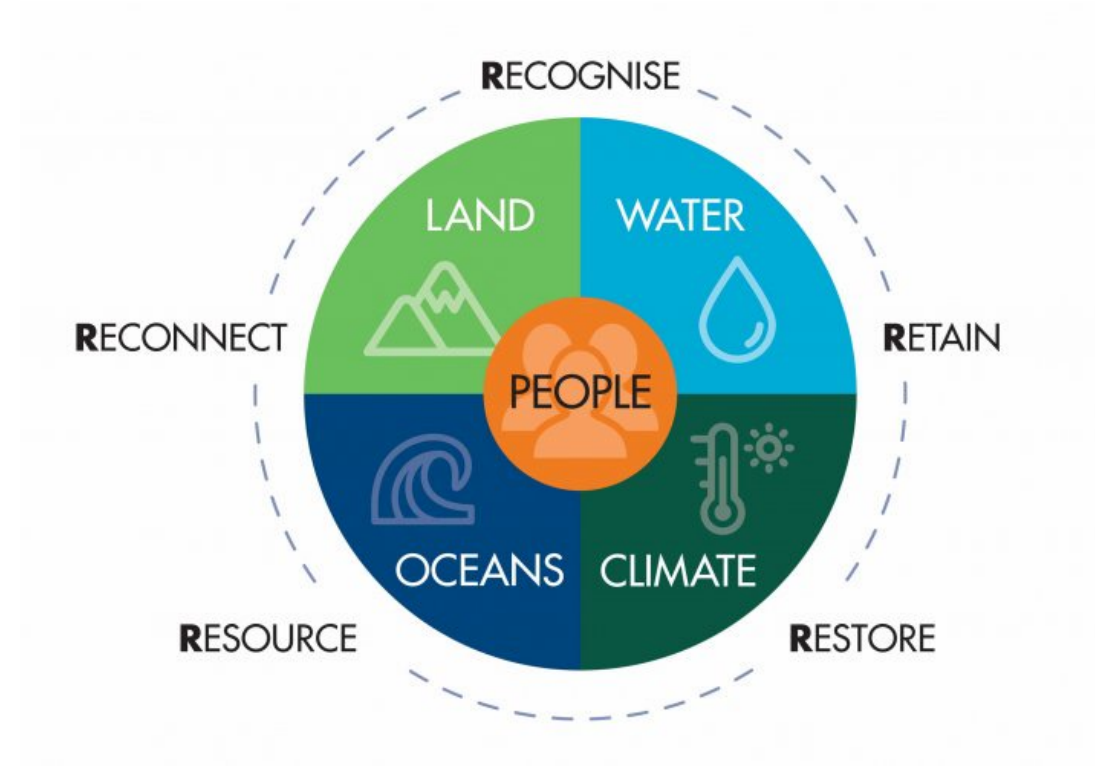 RECOGNISE
LAND
WATER
RECONNECT
RETAIN
PEOPLE
OCEANS
CLIMATE
RESOURCE
RESTORE